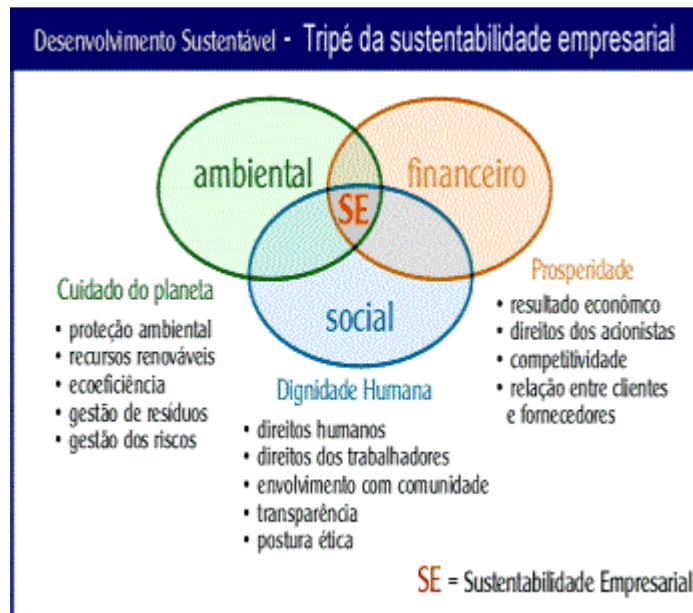 Desenvolvimento Sustentável - Tripé da sustentabilidade empresarial
ambiental
financeiro
SE
social
Cuidado do planeta
• proteção ambiental
• recursos renováveis
• ecoeficiência
• gestão de resíduos
• gestão dos riscos
Dignidade Humana
• direitos humanos
• direitos dos trabalhadores
• envolvimento com comunidade
• transparência
• postura ética
Prosperidade
• resultado econômco
• direitos dos acionistas
• competitividade
• relação entre clientes
e fornecedores
SE = Sustentabilidade Empresarial